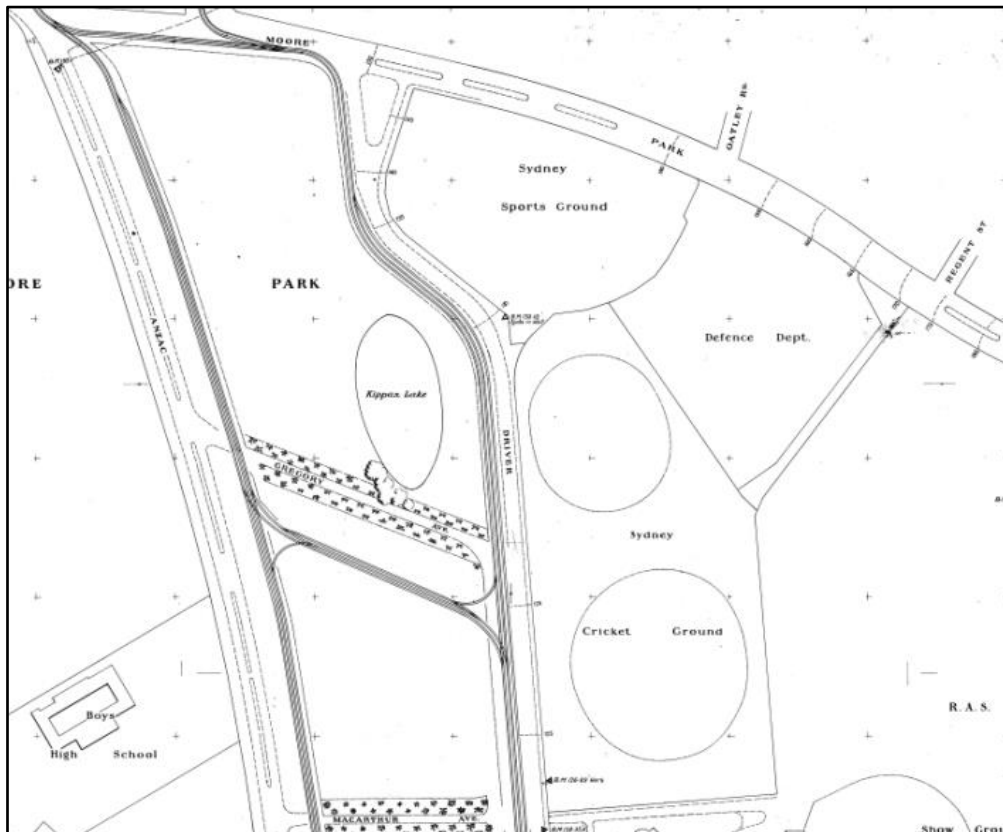 MOORE
PARK
OATLEY RD.
REGENT ST
Sydney
Sports Ground
ORE
PARK
ANZAC
Defence Dept.
Kippax Lake
DRIVER
GREGORY
AVE.
Sydney
Cricket Ground
R. A. S.
Boys
High School
MACARTHUR
AVE.
Show Gro